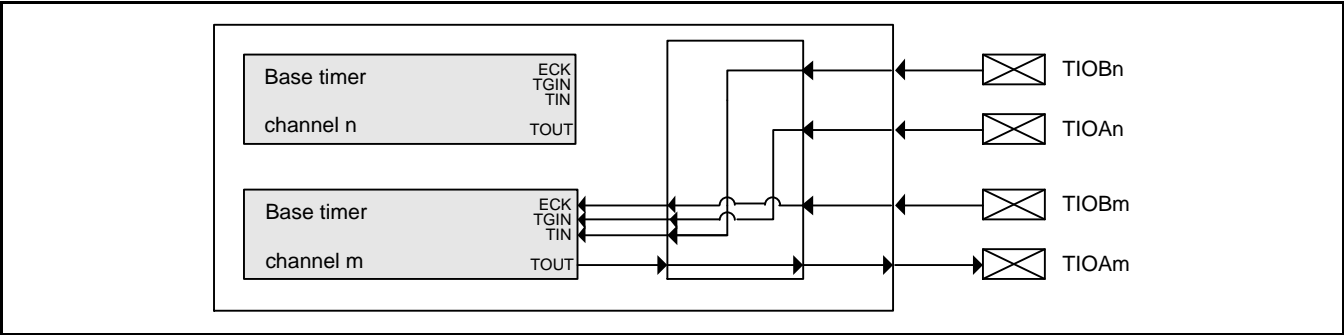 Base timer
ECK
TGIN
TIN
channel n
TOUT
TIOBn
TIOAn
Base timer
ECK
TGIN
TIN
channel m
TOUT
TIOBm
TIOAm